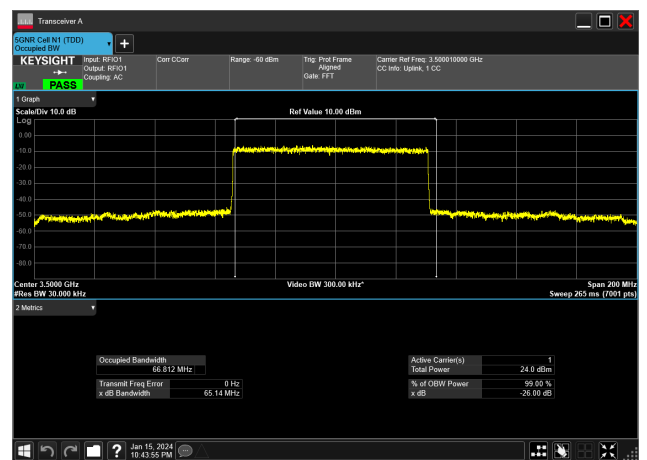 Transceiver A
5GNR Cell N1 (TDD)
Occupied BW
KEYSIGHT
LV
PASS
Input: RFIO1
Output: RFIO1
Coupling: AC
Corr CCorr
Range: -60 dBm
Trig: Prot Frame
Aligned
Gate: FFT
Carrier Ref Freq: 3.500010000 GHz
CC Info: Uplink, 1 CC
1 Graph
Scale/Div 10.0 dB
Ref Value 10.00 dBm
Log
0.00
-10.0
-20.0
-30.0
-40.0
-50.0
-60.0
-70.0
-80.0
Center 3.5000 GHz
Video BW 300.00 kHz*
Span 200 MHz
#Res BW 30.000 kHz
Sweep 265 ms (7001 pts)
2 Metrics
Occupied Bandwidth
66.812 MHz
Active Carrier(s) 1
Total Power 24.0 dBm
Transmit Freq Error 0 Hz
x dB Bandwidth 65.14 MHz
% of OBW Power 99.00 %
x dB -26.00 dB
?
Jan 15, 2024
10:43:55 PM